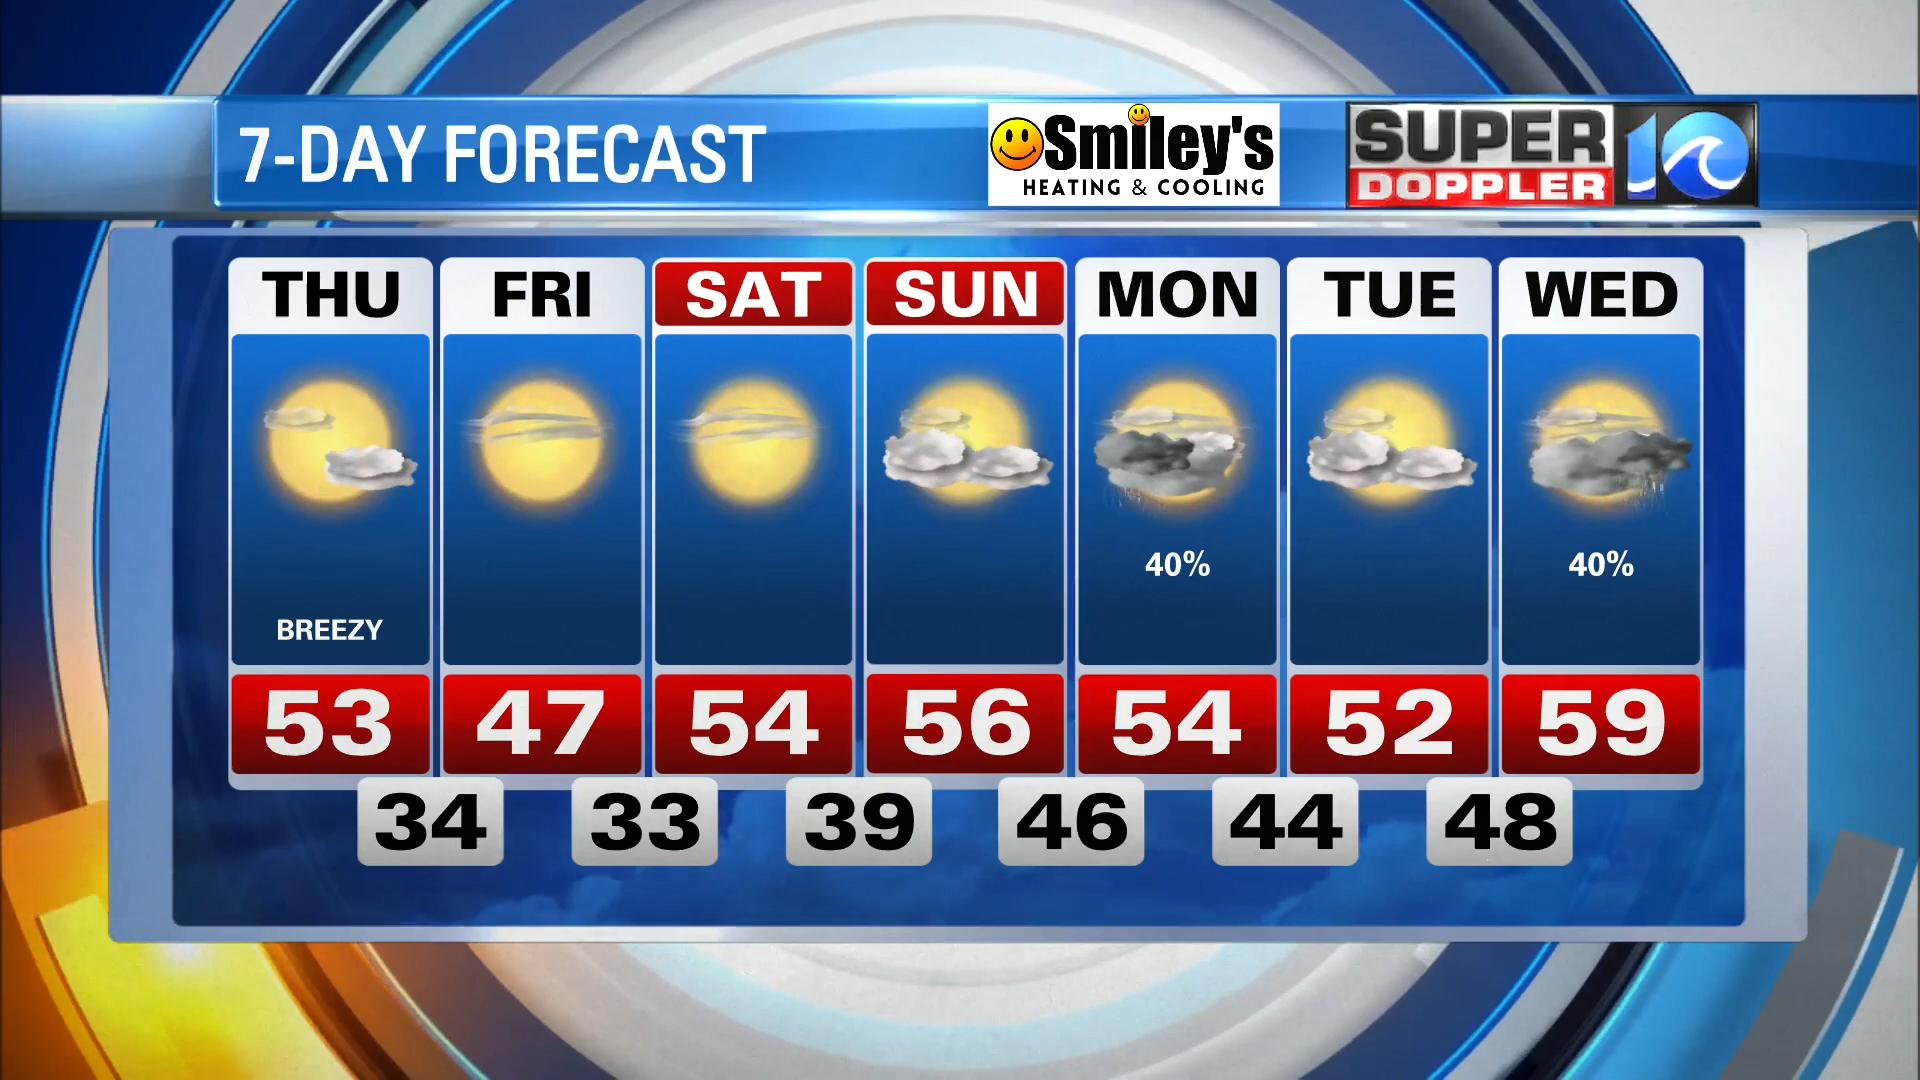 7-DAY FORECAST
Smiley's
HEATING & COOLING
SUPER
DOPPLER
10
THU FRI SAT SUN MON TUE WED
40% 40%
BREEZY
53 47 54 56 54 52 59
34 33 39 46 44 48